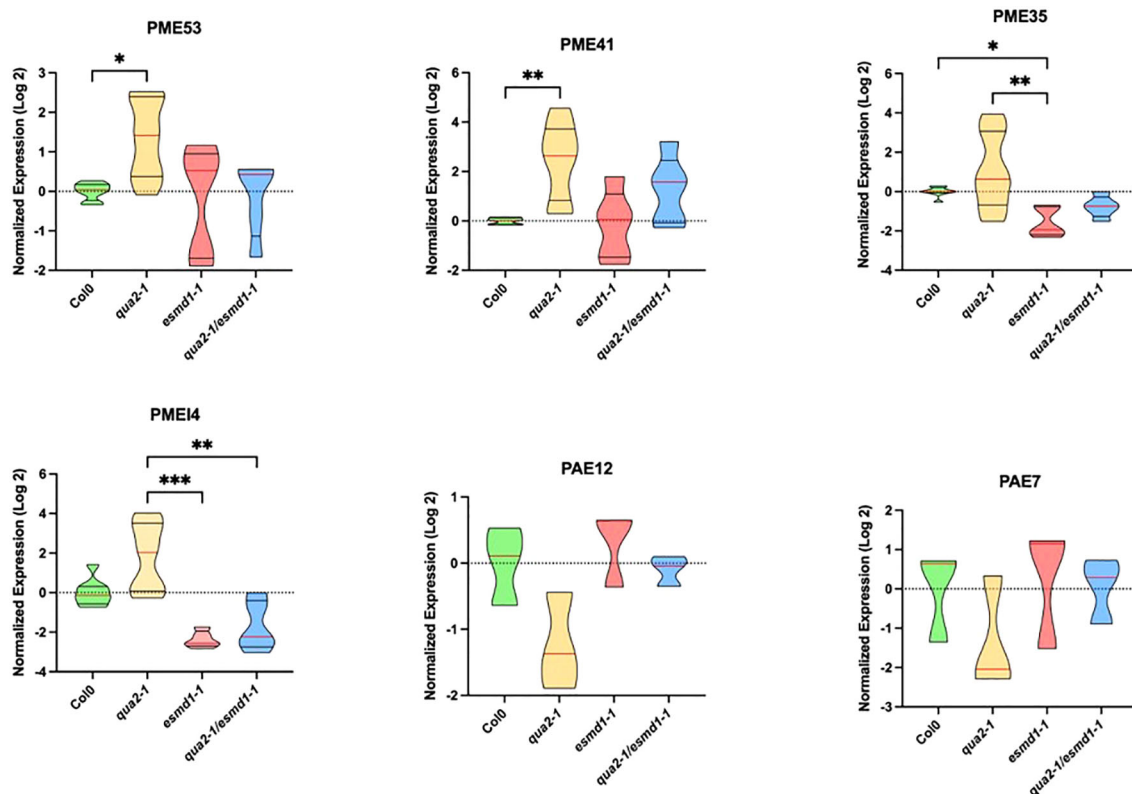 PME53
*
Normalized Expression (Log 2)
3
2
1
0
-1
-2
Col0
qua2-1
esmd1-1
qua2-1/esmd1-1
PME41
**
Normalized Expression (Log 2)
6
4
2
0
-2
Col0
qua2-1
esmd1-1
qua2-1/esmd1-1
PME35
*
**
Normalized Expression (Log 2)
6
4
2
0
-2
-4
Col0
qua2-1
esmd1-1
qua2-1/esmd1-1
PMEI4
**
***
Normalized Expression (Log 2)
6
4
2
0
-2
-4
Col0
qua2-1
esmd1-1
qua2-1/esmd1-1
PAE12
Normalized Expression (Log 2)
1
0
-1
-2
Col0
qua2-1
esmd1-1
qua2-1/esmd1-1
PAE7
Normalized Expression (Log 2)
2
1
0
-1
-2
-3
Col0
qua2-1
esmd1-1
qua2-1/esmd1-1